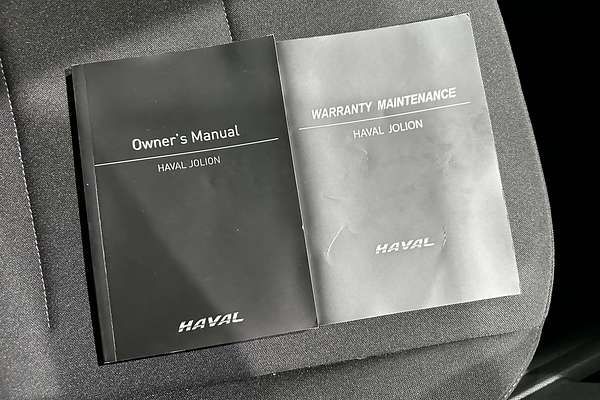 Owner's Manual
HAVAL JOLION
HAVAL
WARRANTY MAINTENANCE
HAVAL JOLION
HAVAL